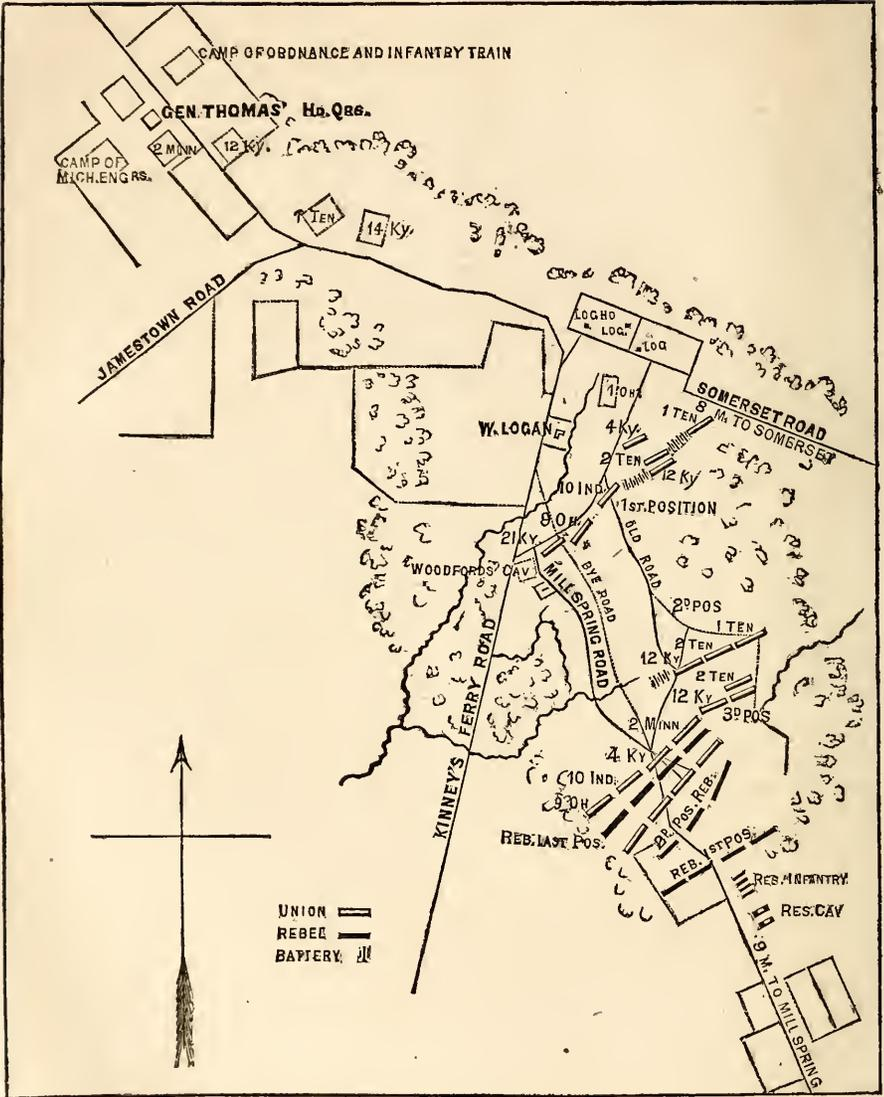 CAMP OF ORDNANCE AND INFANTRY TRAIN
GEN. THOMAS' HD. QRS.
2 MINN
12 KY.
CAMP OF
MICH. ENGRS.
1 TEN
14 KY.
JAMESTOWN ROAD
LOG HO
LOG.
LOG
1. OH.
SOMERSET ROAD
8 M. TO SOMERSET
1 TEN
4 KY.
W. LOGAN
2 TEN
12 KY
10 IND.
1ST. POSITION
9. OH.
21 KY
OLD ROAD
BYE ROAD
WOODFORDS CAV
MILL SPRING ROAD
2D POS
1 TEN
2 TEN
12 KY
2 TEN
12 KY
3D POS
2 MINN
4 KY
KINNEY'S FERRY ROAD
10 IND.
9 OH
REB. LAST POS.
2D. POS. REB.
REB. 1ST POS.
RES. INFANTRY
RES. CAV
UNION
REBEL
BATTERY
9 M. TO MILL SPRING